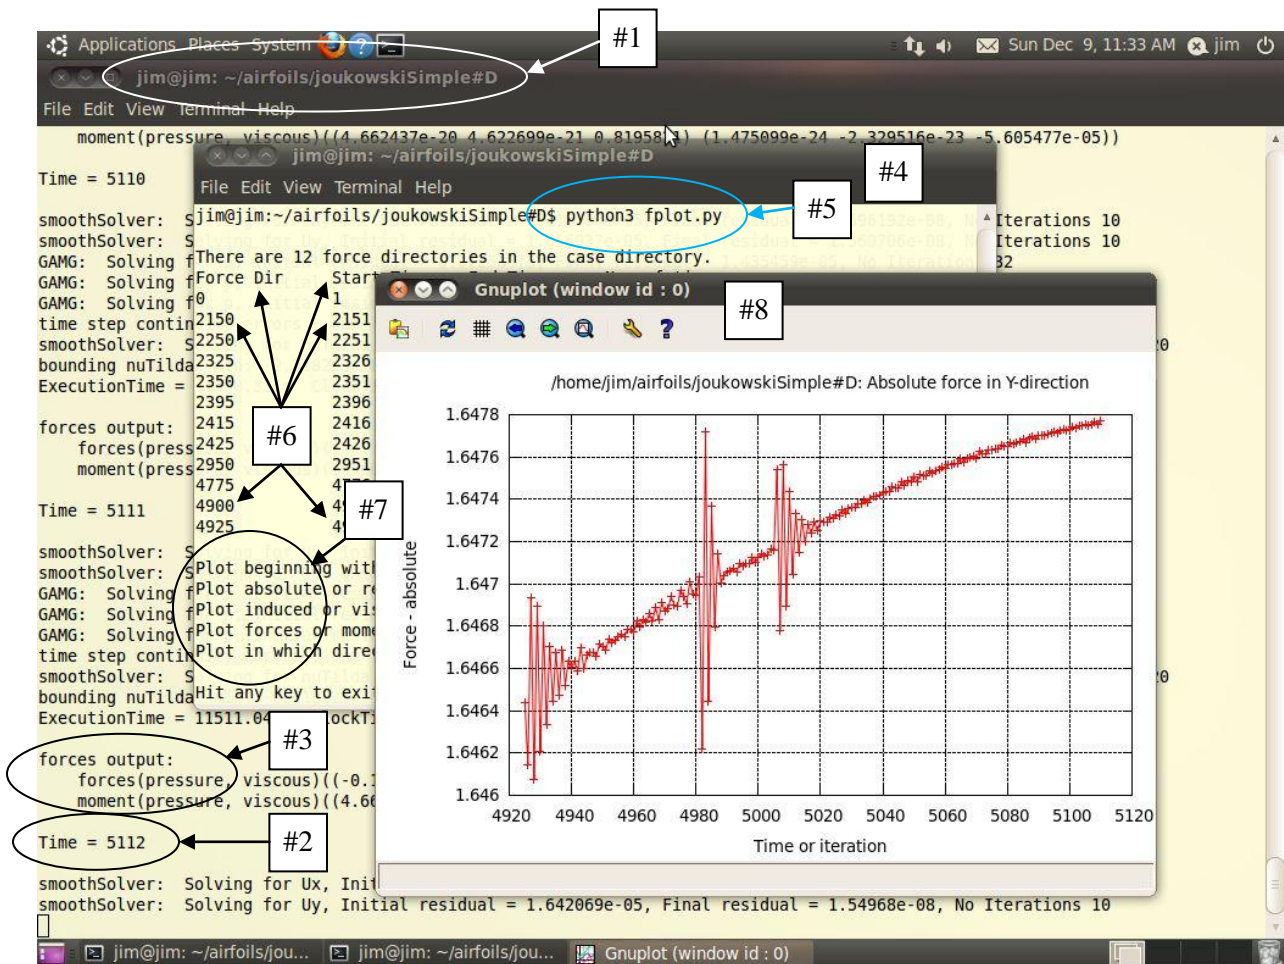 #1
Applications Places System
Sun Dec 9, 11:33 AM jim
jim@jim: ~/airfoils/joukowskiSimple#D
File Edit View Terminal Help
moment(pressure, viscous)((4.662437e-20 4.622699e-21 (1.475099e-24 -2.329516e-23 -5.605477e-05))
jim@jim: ~/airfoils/joukowskiSimple#D
#4
Time = 5110
File Edit View Terminal Help
#5
jim@jim:~/airfoils/joukowskiSimple#D$ python3 fplot.py
smoothSolver: S
Iterations 10
smoothSolver: S
Iterations 10
There are 12 force directories in the case directory.
GAMG: Solving f
32
Force Dir Start
GAMG: Solving f
0 1
GAMG: Solving f
2150 2151
time step contin
2250 2251
smoothSolver: S
2325 2326
bounding nuTilda
2350 2351
ExecutionTime =
2395 2396
2415 2416
forces output:
2425 2426
forces(press
2950 2951
moment(press
4775
4900
Time = 5111
4925
#6
#7
smoothSolver: S
Plot beginning with
smoothSolver: S
Plot absolute or re
GAMG: Solving f
Plot induced or vis
GAMG: Solving f
Plot forces or mome
GAMG: Solving f
Plot in which direc
time step contin
smoothSolver: S
Hit any key to exit
bounding nuTilda
ExecutionTime = 11511.04
#3
forces output:
forces(pressure, viscous)((-0.1
moment(pressure, viscous)((4.66
Time = 5112
#2
smoothSolver: Solving for Ux, Init
smoothSolver: Solving for Uy, Initial residual = 1.642069e-05, Final residual = 1.54968e-08, No Iterations 10
Gnuplot (window id : 0)
#8
/home/jim/airfoils/joukowskiSimple#D: Absolute force in Y-direction
1.6478
1.6476
1.6474
1.6472
1.647
1.6468
1.6466
1.6464
1.6462
1.646
Force - absolute
4920 4940 4960 4980 5000 5020 5040 5060 5080 5100 5120
Time or iteration
jim@jim: ~/airfoils/jou... jim@jim: ~/airfoils/jou... Gnuplot (window id : 0)